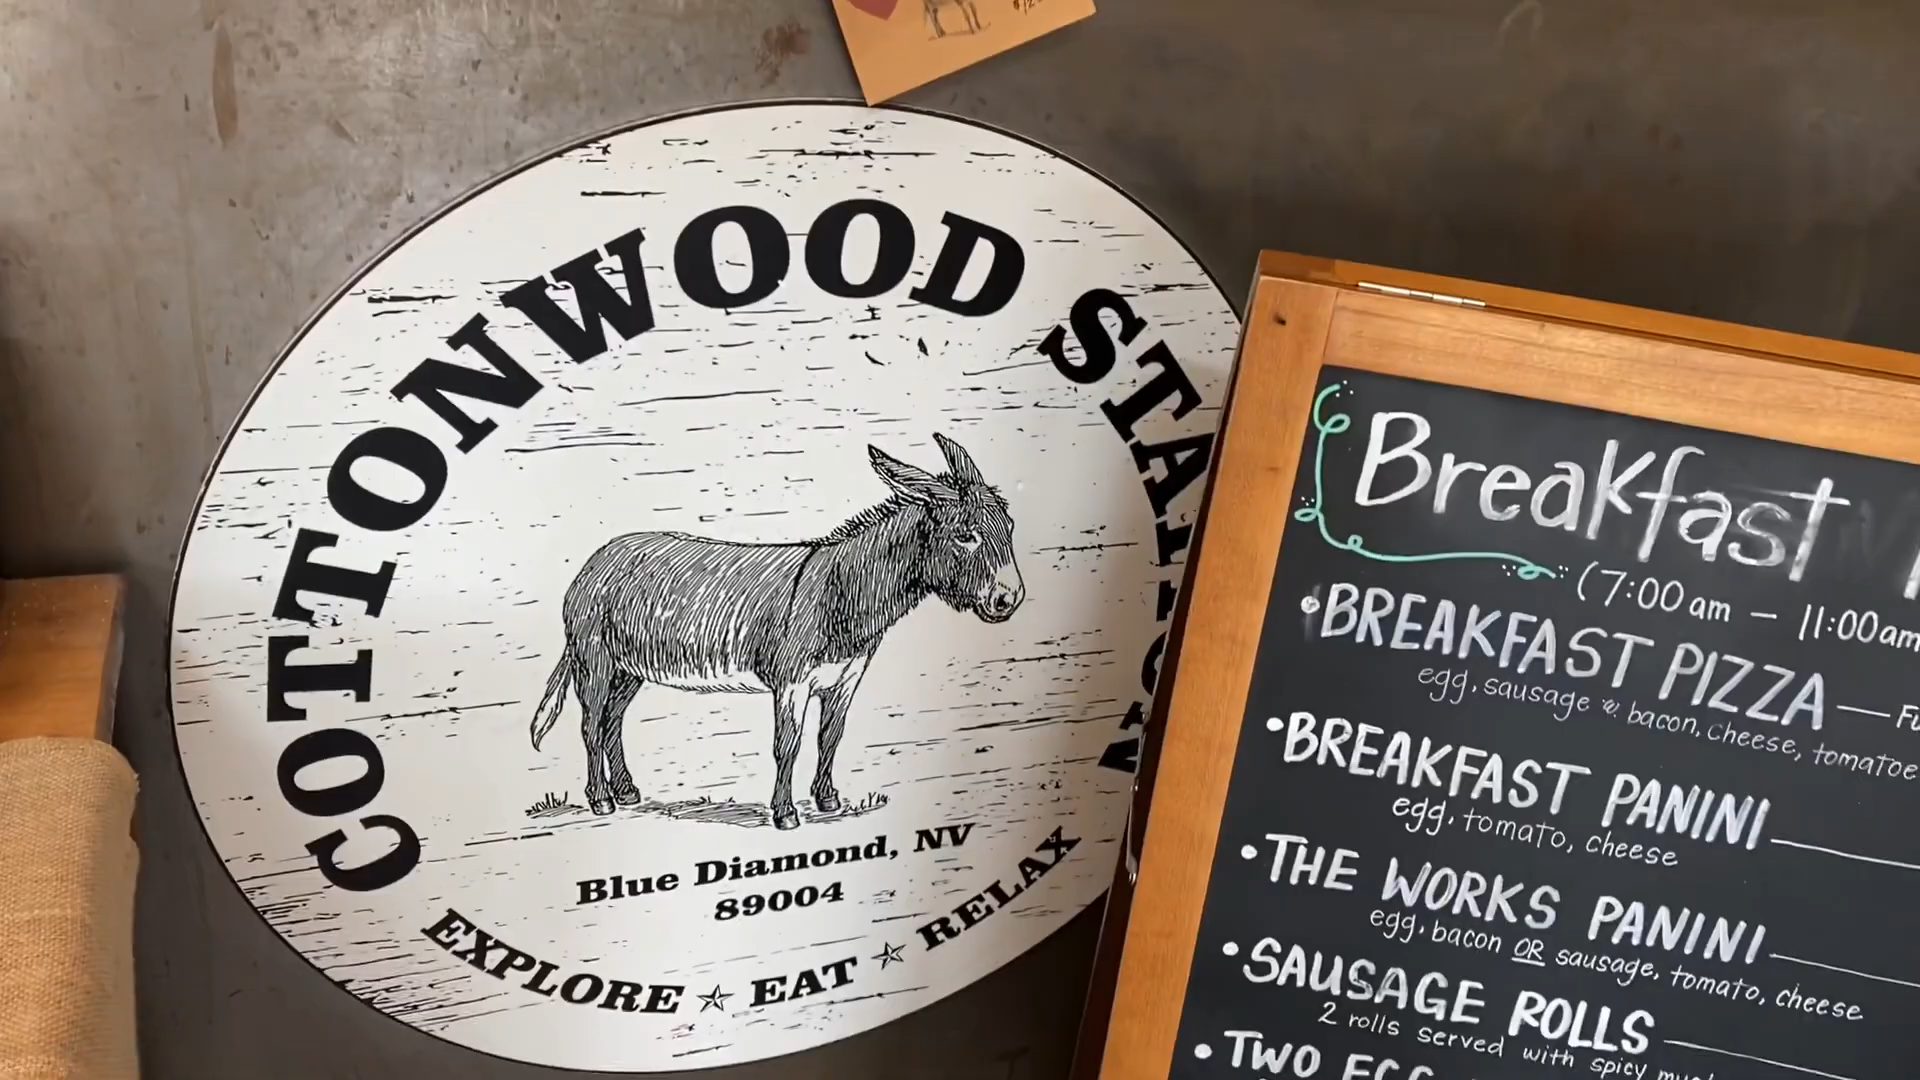 COTTONWOOD STATION
Blue Diamond, NV
89004
EXPLORE ☆ EAT ☆ RELAX
Breakfast
(7:00 am — 11:00 am
•BREAKFAST PIZZA —
egg, sausage & bacon, cheese, tomatoe
•BREAKFAST PANINI —
egg, tomato, cheese
•THE WORKS PANINI —
egg, bacon OR sausage, tomato, cheese
•SAUSAGE ROLLS —
2 rolls served with spicy
•TWO EGG